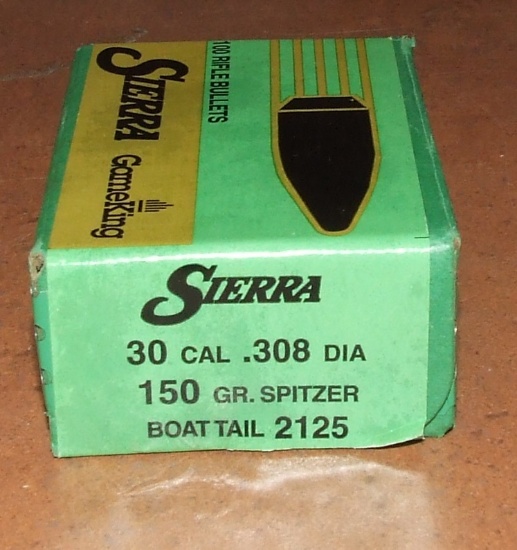 100 RIFLE BULLETS
SIERRA GameKing
SIERRA
30 CAL .308 DIA
150 GR. SPITZER
BOAT TAIL 2125